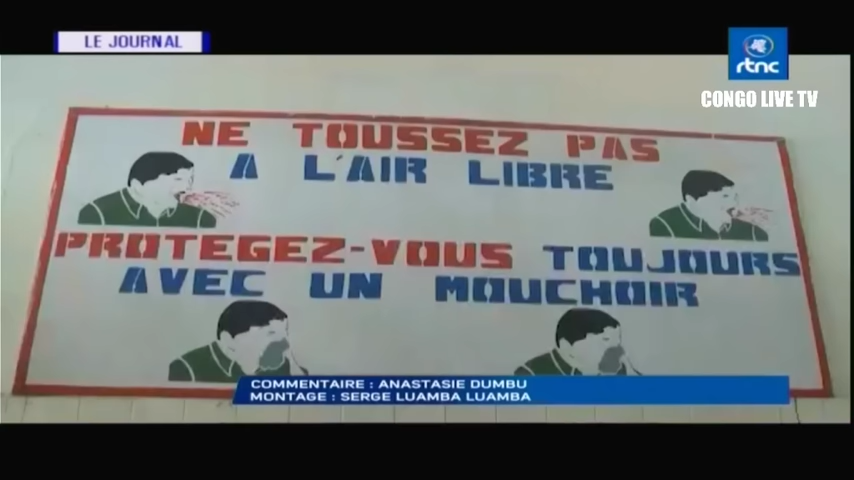 LE JOURNAL
rtnc
CONGO LIVE TV
NE TOUSSEZ PAS
A L'AIR LIBRE
PROTEGEZ-VOUS TOUJOURS
AVEC UN MOUCHOIR
COMMENTAIRE : ANASTASIE DUMBU
MONTAGE : SERGE LUAMBA LUAMBA